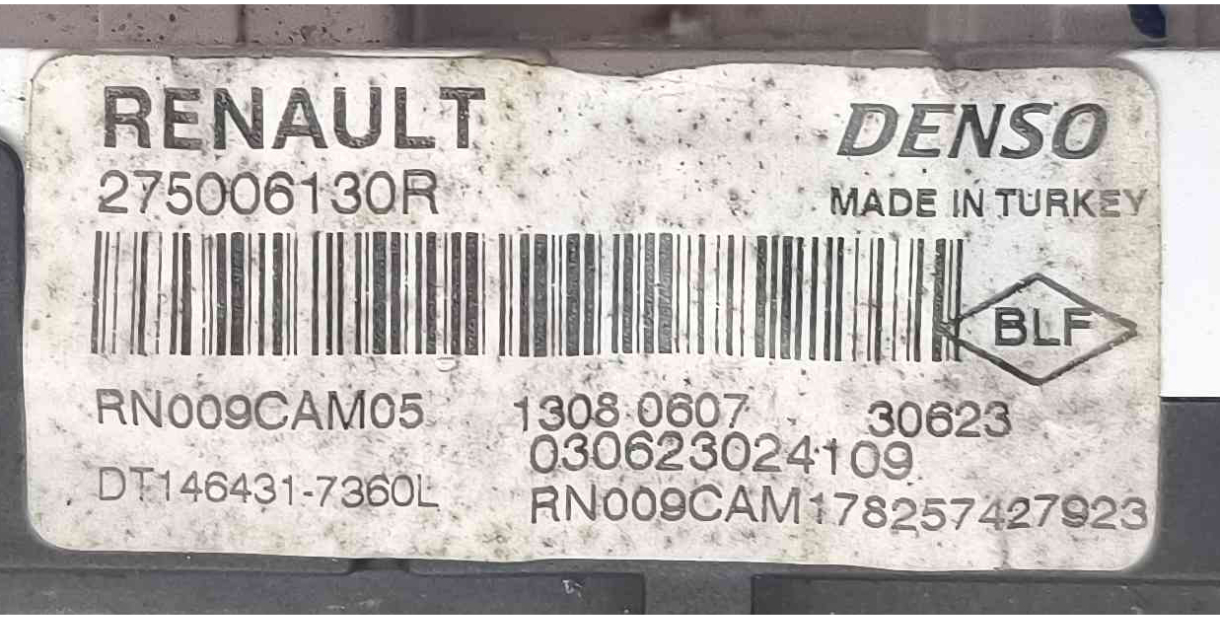 RENAULT
DENSO
275006130R
MADE IN TURKEY
BLF
RN009CAM05 1308 0607 30623
030623024109
DT146431-7360L
RN009CAM178257427923